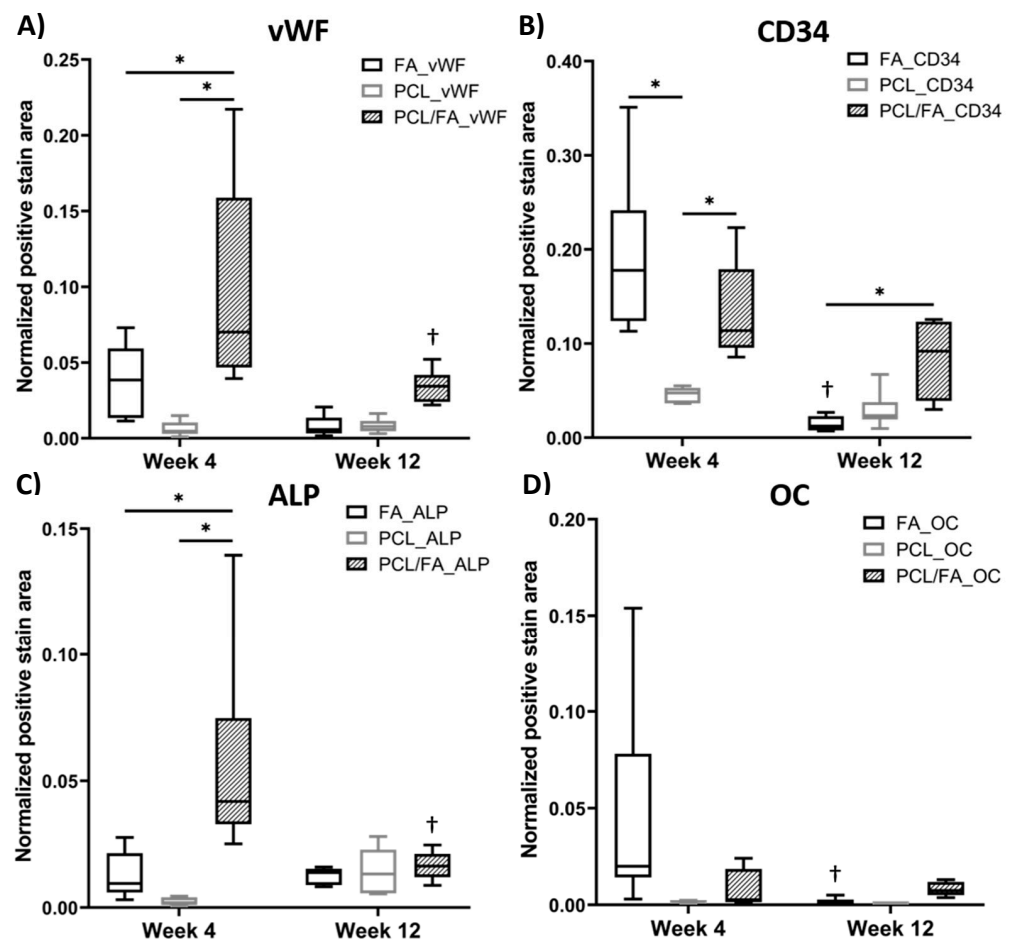 A)
vWF
Normalized positive stain area
0.25
0.20
0.15
0.10
0.05
0.00
*
*
FA_vWF
PCL_vWF
PCL/FA_vWF
†
Week 4
Week 12
B)
CD34
Normalized positive stain area
0.40
0.30
0.20
0.10
0.00
*
*
*
FA_CD34
PCL_CD34
PCL/FA_CD34
†
Week 4
Week 12
C)
ALP
Normalized positive stain area
0.15
0.10
0.05
0.00
*
*
FA_ALP
PCL_ALP
PCL/FA_ALP
†
Week 4
Week 12
D)
OC
Normalized positive stain area
0.20
0.15
0.10
0.05
0.00
FA_OC
PCL_OC
PCL/FA_OC
†
Week 4
Week 12